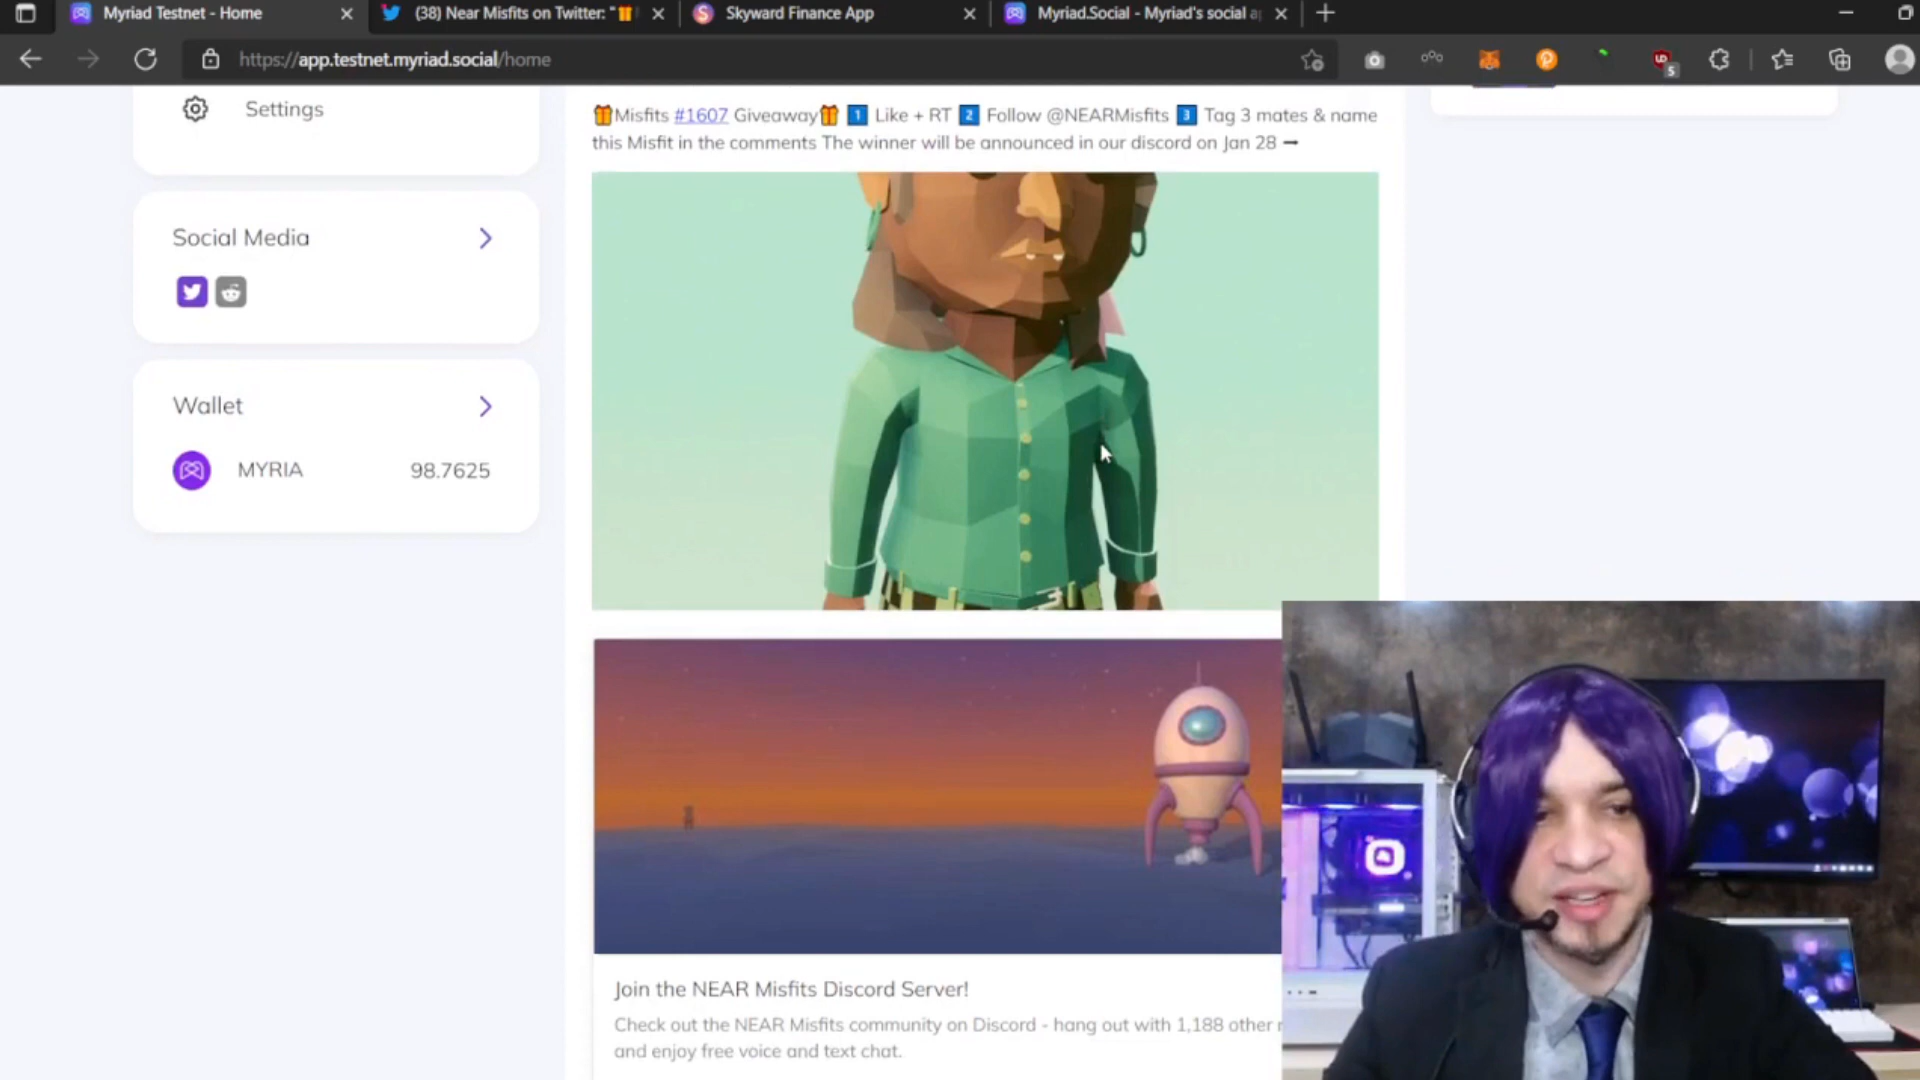 Myriad Testnet - Home
(38) Near Misfits on Twitter: "🎁
Skyward Finance App
Myriad.Social - Myriad's social a
https://app.testnet.myriad.social/home
Settings
Social Media
Wallet
MYRIA 98.7625
🎁Misfits #1607 Giveaway🎁 1️⃣ Like + RT 2️⃣ Follow @NEARMisfits 3️⃣ Tag 3 mates & name
this Misfit in the comments The winner will be announced in our discord on Jan 28 ➖
Join the NEAR Misfits Discord Server!
Check out the NEAR Misfits community on Discord - hang out with 1,188 other
and enjoy free voice and text chat.
UD
5